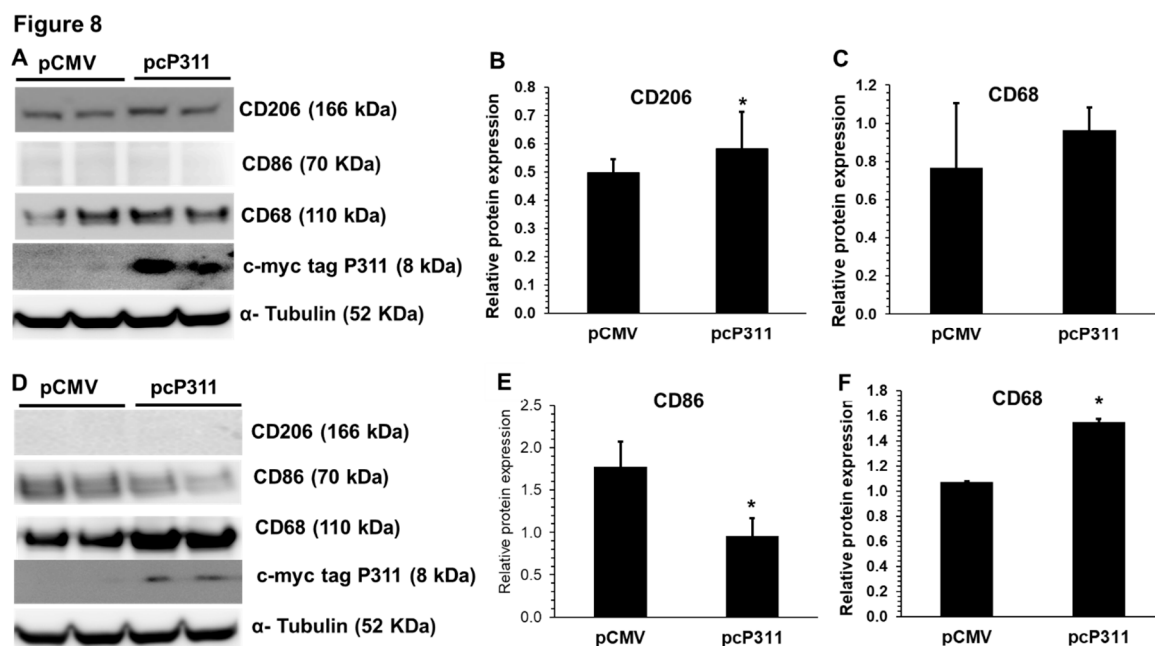 Figure 8
A
pCMV pcP311
CD206 (166 kDa)
CD86 (70 KDa)
CD68 (110 kDa)
c-myc tag P311 (8 kDa)
α- Tubulin (52 KDa)
B
CD206
Relative protein expression
0.8
0.7
0.6
0.5
0.4
0.3
0.2
0.1
0.0
*
pCMV pcP311
C
CD68
Relative protein expression
1.2
1.0
0.8
0.6
0.4
0.2
0.0
pCMV pcP311
D
pCMV pcP311
CD206 (166 kDa)
CD86 (70 kDa)
CD68 (110 kDa)
c-myc tag P311 (8 kDa)
α- Tubulin (52 KDa)
E
CD86
Relative protein expression
2.5
2.0
1.5
1.0
0.5
0.0
*
pCMV pcP311
F
CD68
Relative protein expression
1.8
1.6
1.4
1.2
1.0
0.6
0.8
0.4
0.2
0.0
*
pCMV pcP311